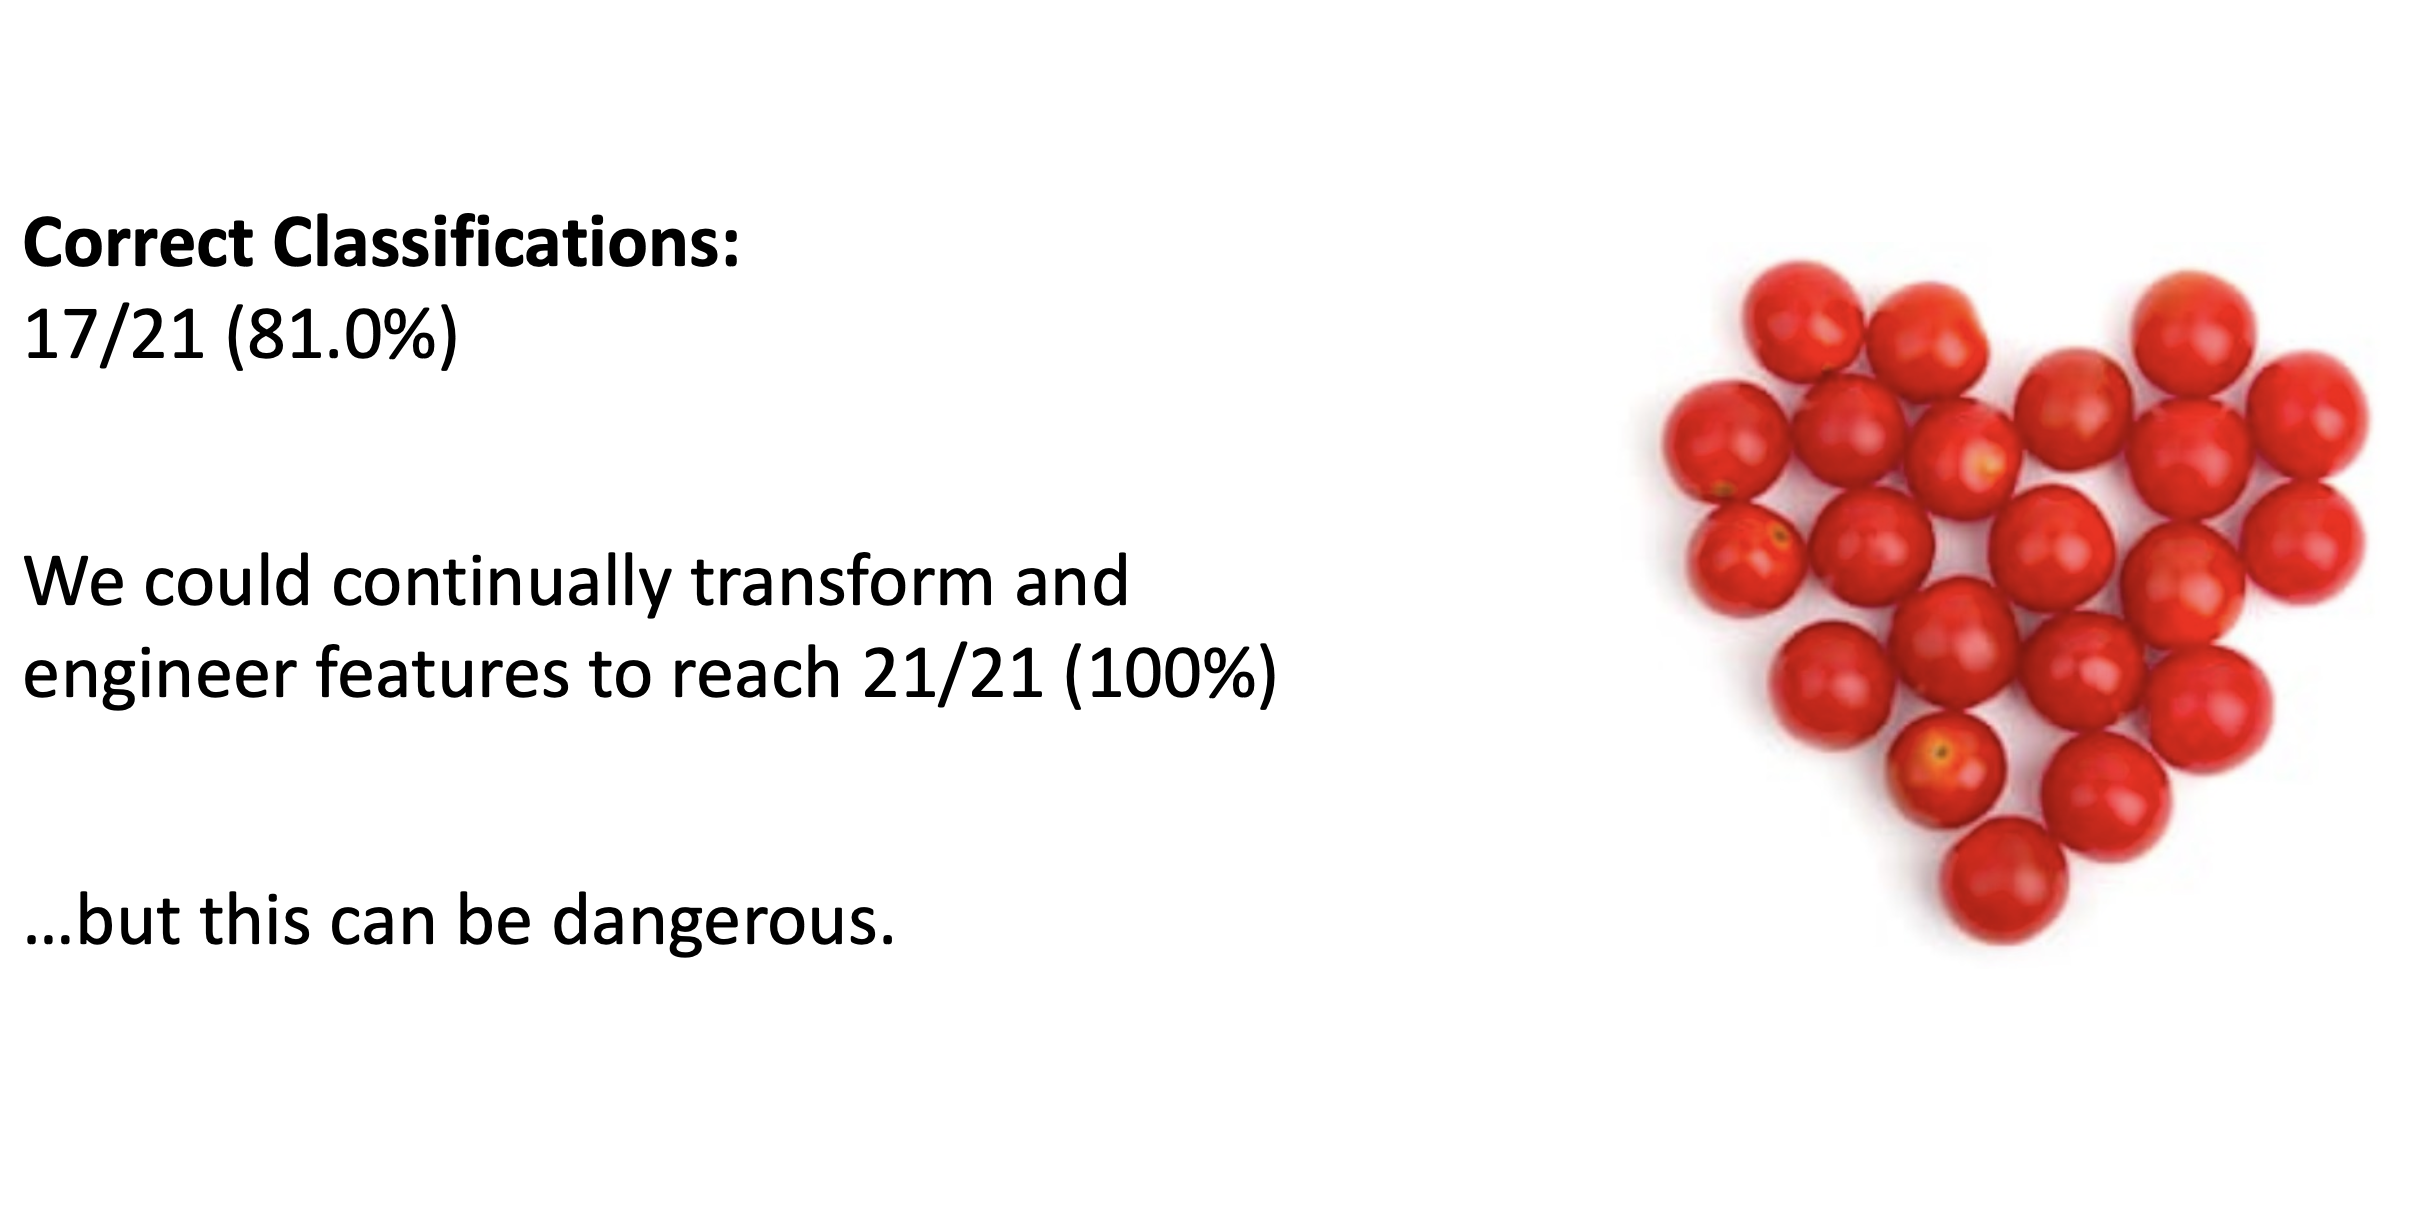 Correct Classifications:
17/21 (81.0%)
We could continually transform and
engineer features to reach 21/21 (100%)
...but this can be dangerous.